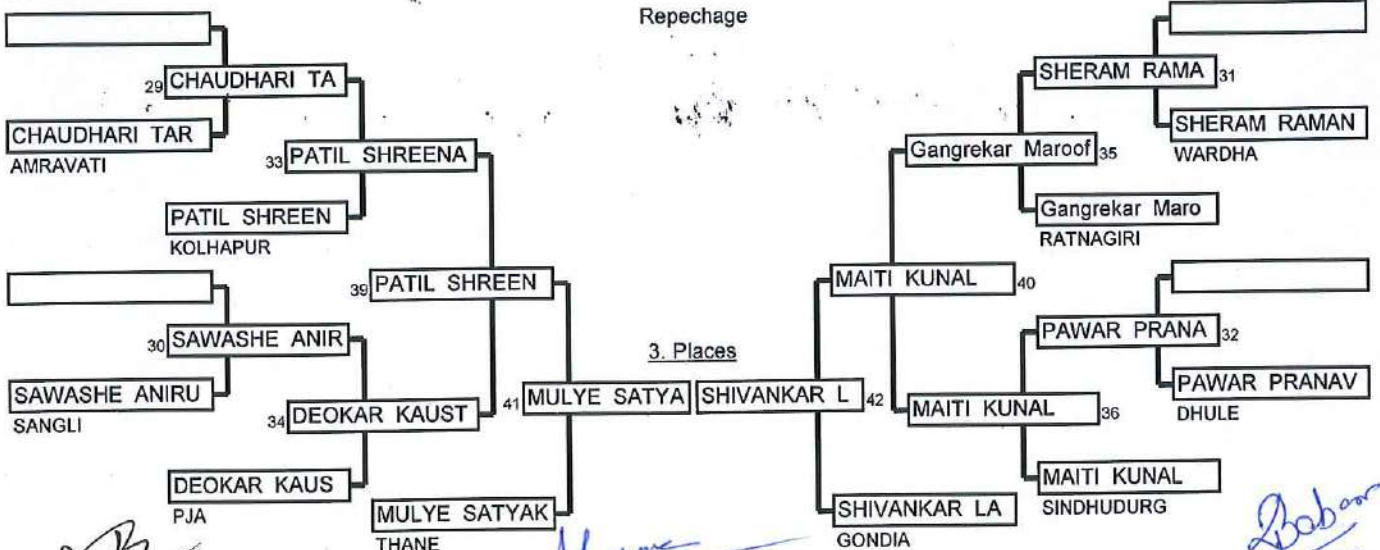 Repechage
29 CHAUDHARI TA
CHAUDHARI TAR
AMRAVATI
33 PATIL SHREENA
PATIL SHREEN
KOLHAPUR
39 PATIL SHREEN
30 SAWASHE ANIR
SAWASHE ANIRU
SANGLI
34 DEOKAR KAUST
DEOKAR KAUS
PJA
3. Places
41 MULYE SATYA
MULYE SATYAK
THANE
SHERAM RAMA 31
SHERAM RAMAN
WARDHA
Gangrekar Maroof 35
Gangrekar Maro
RATNAGIRI
MAITI KUNAL 40
PAWAR PRANA 32
PAWAR PRANAV
DHULE
SHIVANKAR L 42
MAITI KUNAL 36
MAITI KUNAL
SINDHUDURG
SHIVANKAR LA
GONDIA